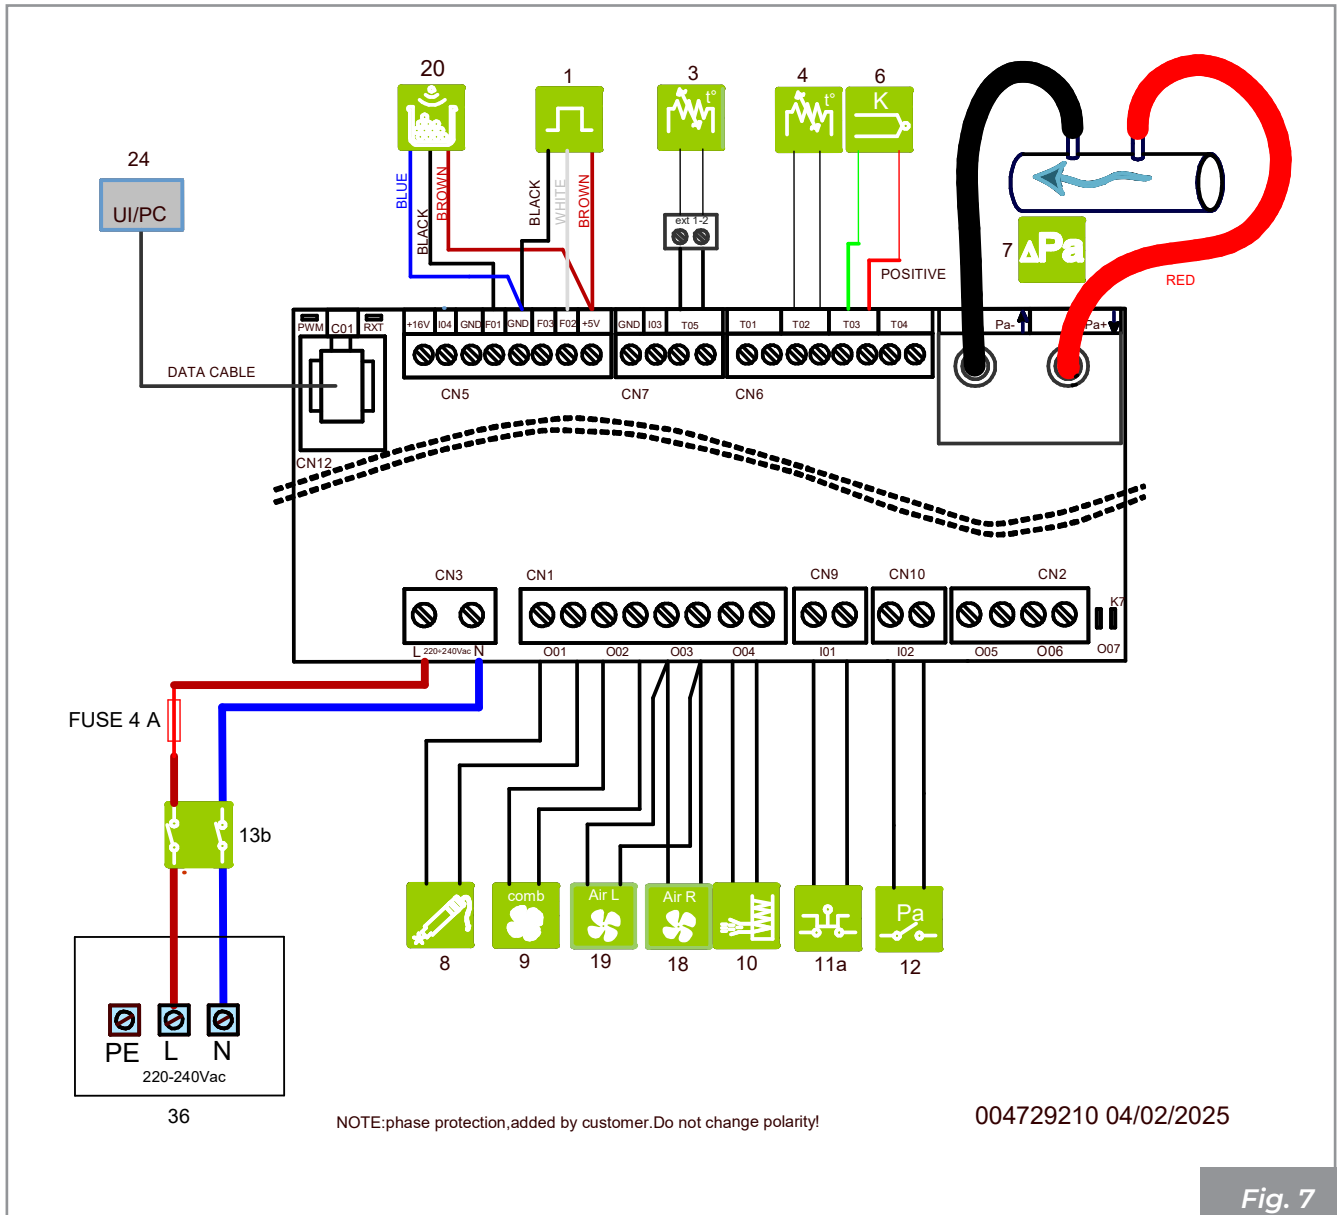 20
1
3
4
6
24
UI/PC
BLUE
BLACK
BROWN
BLACK
WHITE
BROWN
t°
t°
K
ext 1-2
POSITIVE
7
ΔPa
RED
PWM
C01
RXT
+16V
I04
GND
F01
GND
F03
F02
+5V
GND
I03
T05
T01
T02
T03
T04
Pa-
Pa+
DATA CABLE
CN5
CN7
CN6
CN12
CN3
CN1
CN9
CN10
CN2
K7
L 220÷240Vac N
O01
O02
O03
O04
I01
I02
O05
O06
O07
FUSE 4 A
13b
comb
Air L
Air R
Pa
8
9
19
18
10
11a
12
PE
L
N
220-240Vac
36
NOTE:phase protection,added by customer.Do not change polarity!
004729210 04/02/2025
Fig. 7